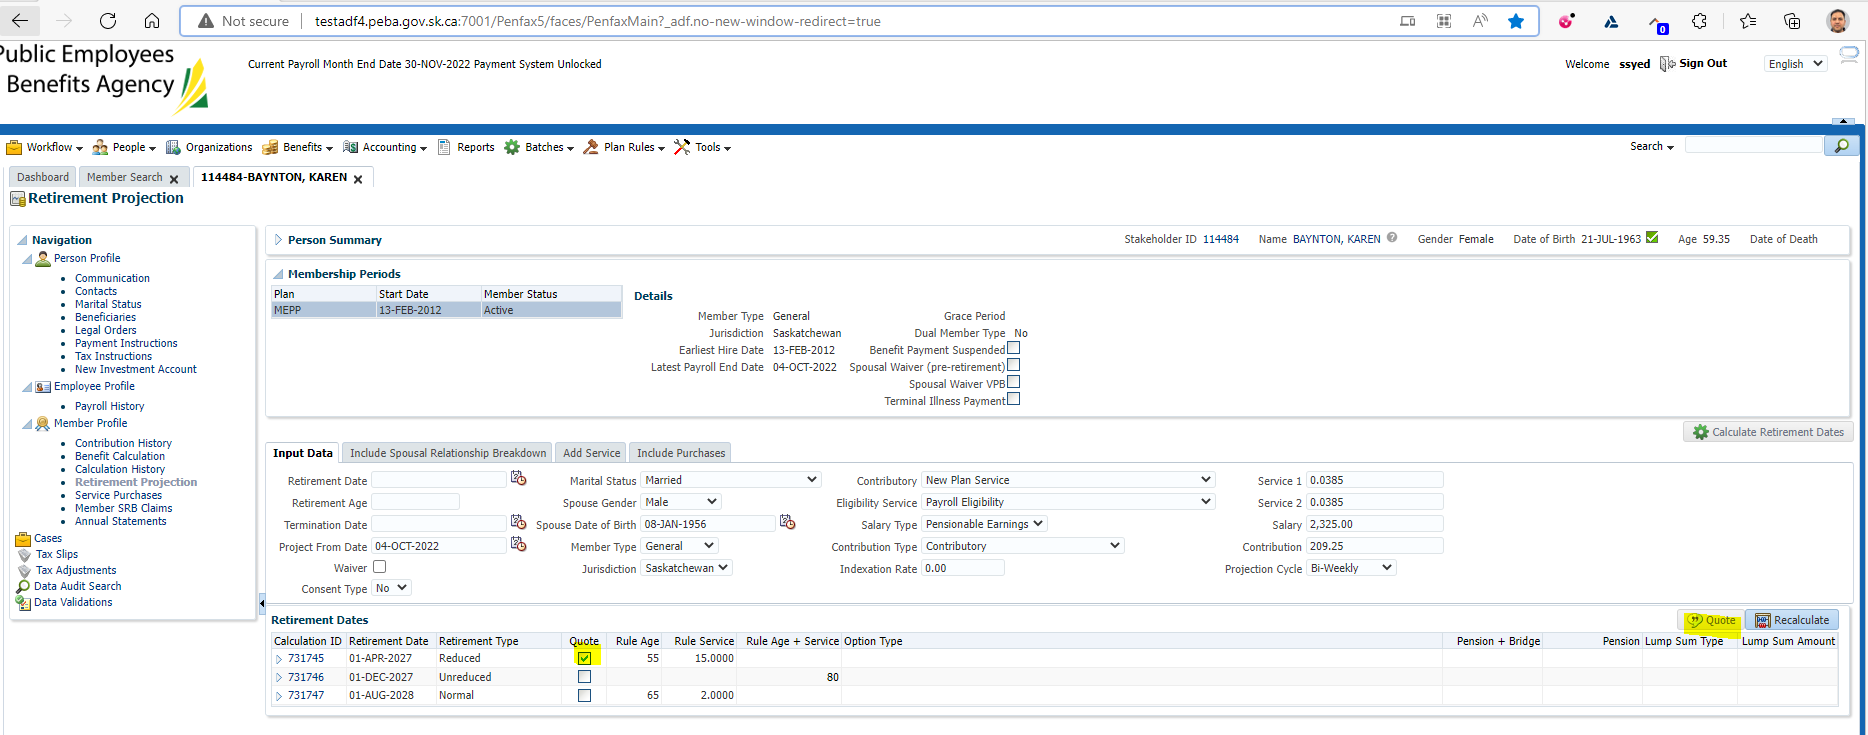 Not secure | testadf4.peba.gov.sk.ca:7001/Penfax5/faces/PenfaxMain?_adf.no-new-window-redirect=true
0
Public Employees
Benefits Agency
Current Payroll Month End Date 30-NOV-2022 Payment System Unlocked
Welcome ssyed Sign Out English
Workflow People Organizations Benefits Accounting Reports Batches Plan Rules Tools Search
Dashboard Member Search 114484-BAYNTON, KAREN
Retirement Projection
Navigation
Person Profile
Communication
Contacts
Marital Status
Beneficiaries
Legal Orders
Payment Instructions
Tax Instructions
New Investment Account
Employee Profile
Payroll History
Member Profile
Contribution History
Benefit Calculation
Calculation History
Retirement Projection
Service Purchases
Member SRB Claims
Annual Statements
Cases
Tax Slips
Tax Adjustments
Data Audit Search
Data Validations
Person Summary Stakeholder ID 114484 Name BAYNTON, KAREN Gender Female Date of Birth 21-JUL-1963 Age 59.35 Date of Death
Membership Periods
Plan Start Date Member Status
MEPP 13-FEB-2012 Active
Details
Member Type General Grace Period
Jurisdiction Saskatchewan Dual Member Type No
Earliest Hire Date 13-FEB-2012 Benefit Payment Suspended
Latest Payroll End Date 04-OCT-2022 Spousal Waiver (pre-retirement)
Spousal Waiver VPB
Terminal Illness Payment
Calculate Retirement Dates
Input Data Include Spousal Relationship Breakdown Add Service Include Purchases
Retirement Date Marital Status Married Contributory New Plan Service Service 1 0.0385
Retirement Age Spouse Gender Male Eligibility Service Payroll Eligibility Service 2 0.0385
Termination Date Spouse Date of Birth 08-JAN-1956 Salary Type Pensionable Earnings Salary 2,325.00
Project From Date 04-OCT-2022 Member Type General Contribution Type Contributory Contribution 209.25
Waiver Jurisdiction Saskatchewan Indexation Rate 0.00 Projection Cycle Bi-Weekly
Consent Type No
Retirement Dates Quote Recalculate
Calculation ID Retirement Date Retirement Type Quote Rule Age Rule Service Rule Age + Service Option Type Pension + Bridge Pension Lump Sum Type Lump Sum Amount
731745 01-APR-2027 Reduced 55 15.0000
731746 01-DEC-2027 Unreduced 80
731747 01-AUG-2028 Normal 65 2.0000